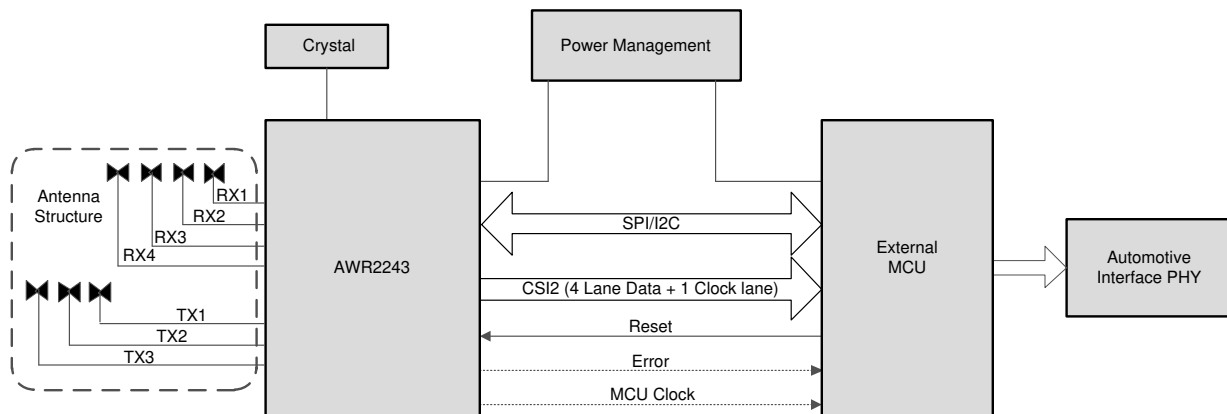 Crystal
Power Management
Antenna
Structure
RX1
RX2
RX3
RX4
TX1
TX2
TX3
AWR2243
SPI/I2C
CSI2 (4 Lane Data + 1 Clock lane)
Reset
Error
MCU Clock
External
MCU
Automotive
Interface PHY